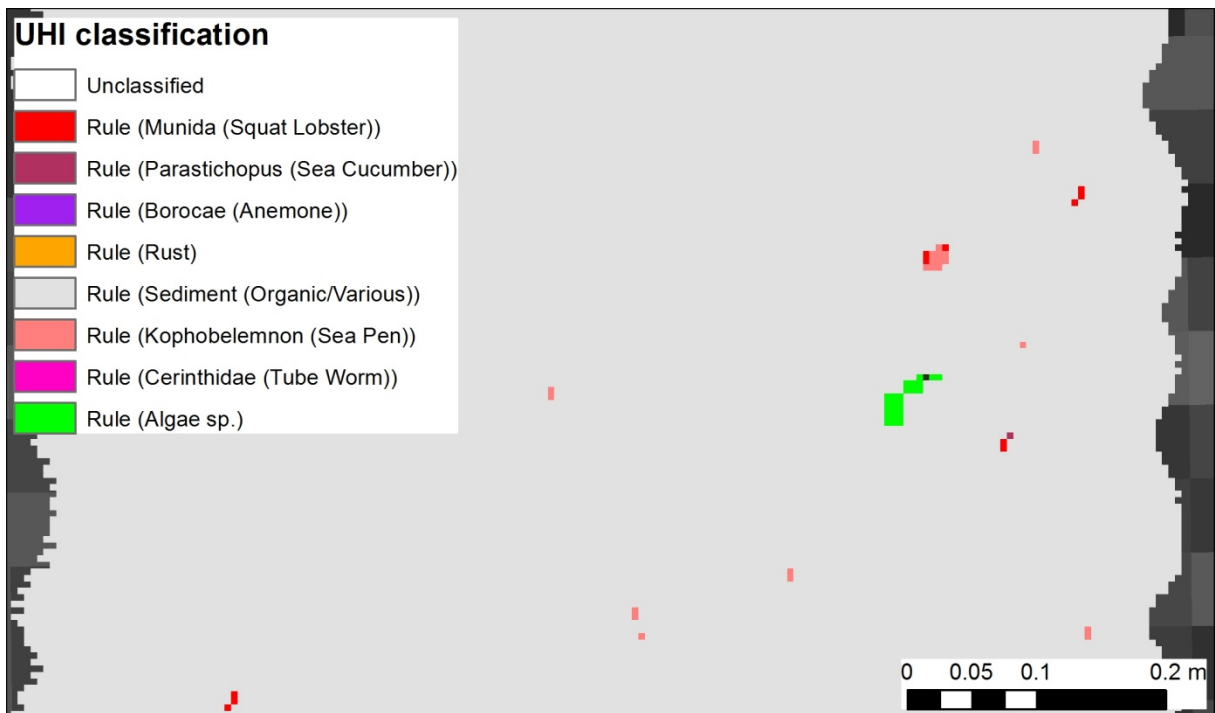 UHI classification
Unclassified
Rule (Munida (Squat Lobster))
Rule (Parastichopus (Sea Cucumber))
Rule (Borocae (Anemone))
Rule (Rust)
Rule (Sediment (Organic/Various))
Rule (Kophobelemnon (Sea Pen))
Rule (Cerinthidae (Tube Worm))
Rule (Algae sp.)
0 0.05 0.1 0.2 m